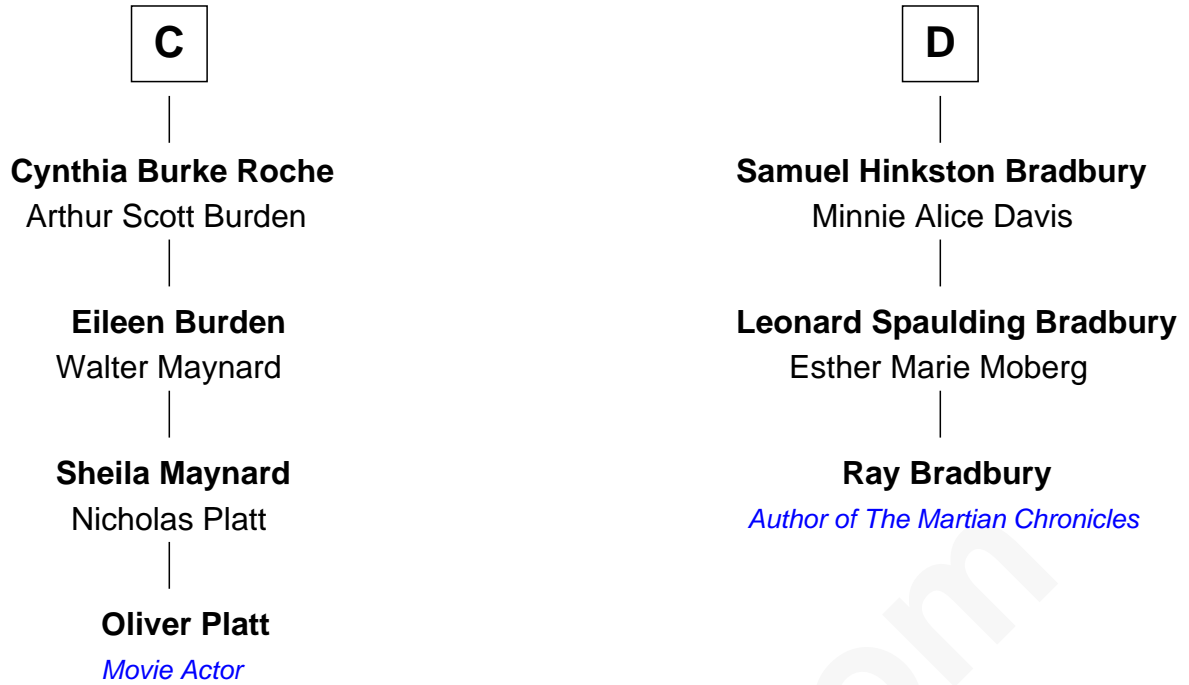 C
Cynthia Burke Roche
Arthur Scott Burden
Eileen Burden
Walter Maynard
Sheila Maynard
Nicholas Platt
Oliver Platt
Movie Actor
D
Samuel Hinkston Bradbury
Minnie Alice Davis
Leonard Spaulding Bradbury
Esther Marie Moberg
Ray Bradbury
Author of The Martian Chronicles
om